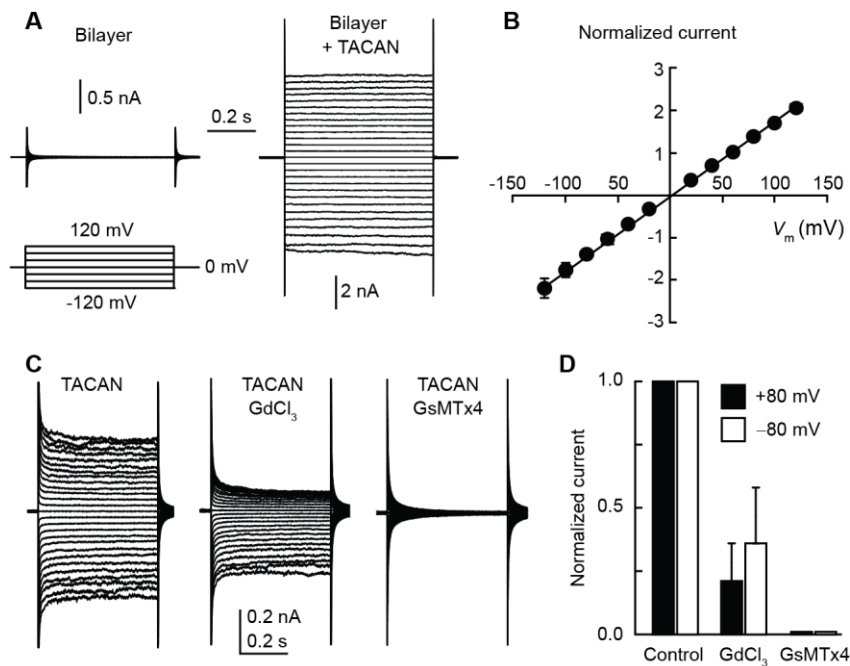 A
Bilayer
0.5 nA
0.2 s
120 mV
0 mV
-120 mV
Bilayer
+ TACAN
2 nA
B
Normalized current
3
2
1
0
-150
-100
50
50
100
150
-1
-2
-3
Vm (mV)
C
TACAN
TACAN
GdCl3
TACAN
GsMTx4
0.2 nA
0.2 s
D
1.0
0.5
0.0
Normalized current
+80 mV
−80 mV
Control
GdCl3
GsMTx4